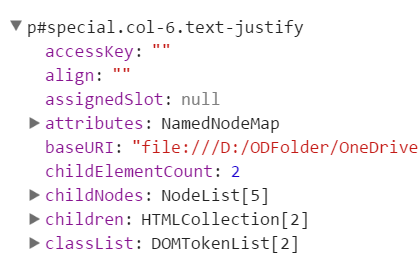 p#special.col-6.text-justify
accessKey: ""
align: ""
assignedSlot: null
attributes: NamedNodeMap
baseURI: "file:///D:/ODFolder/OneDrive
childElementCount: 2
childNodes: NodeList[5]
children: HTMLCollection[2]
classList: DOMTokenList[2]